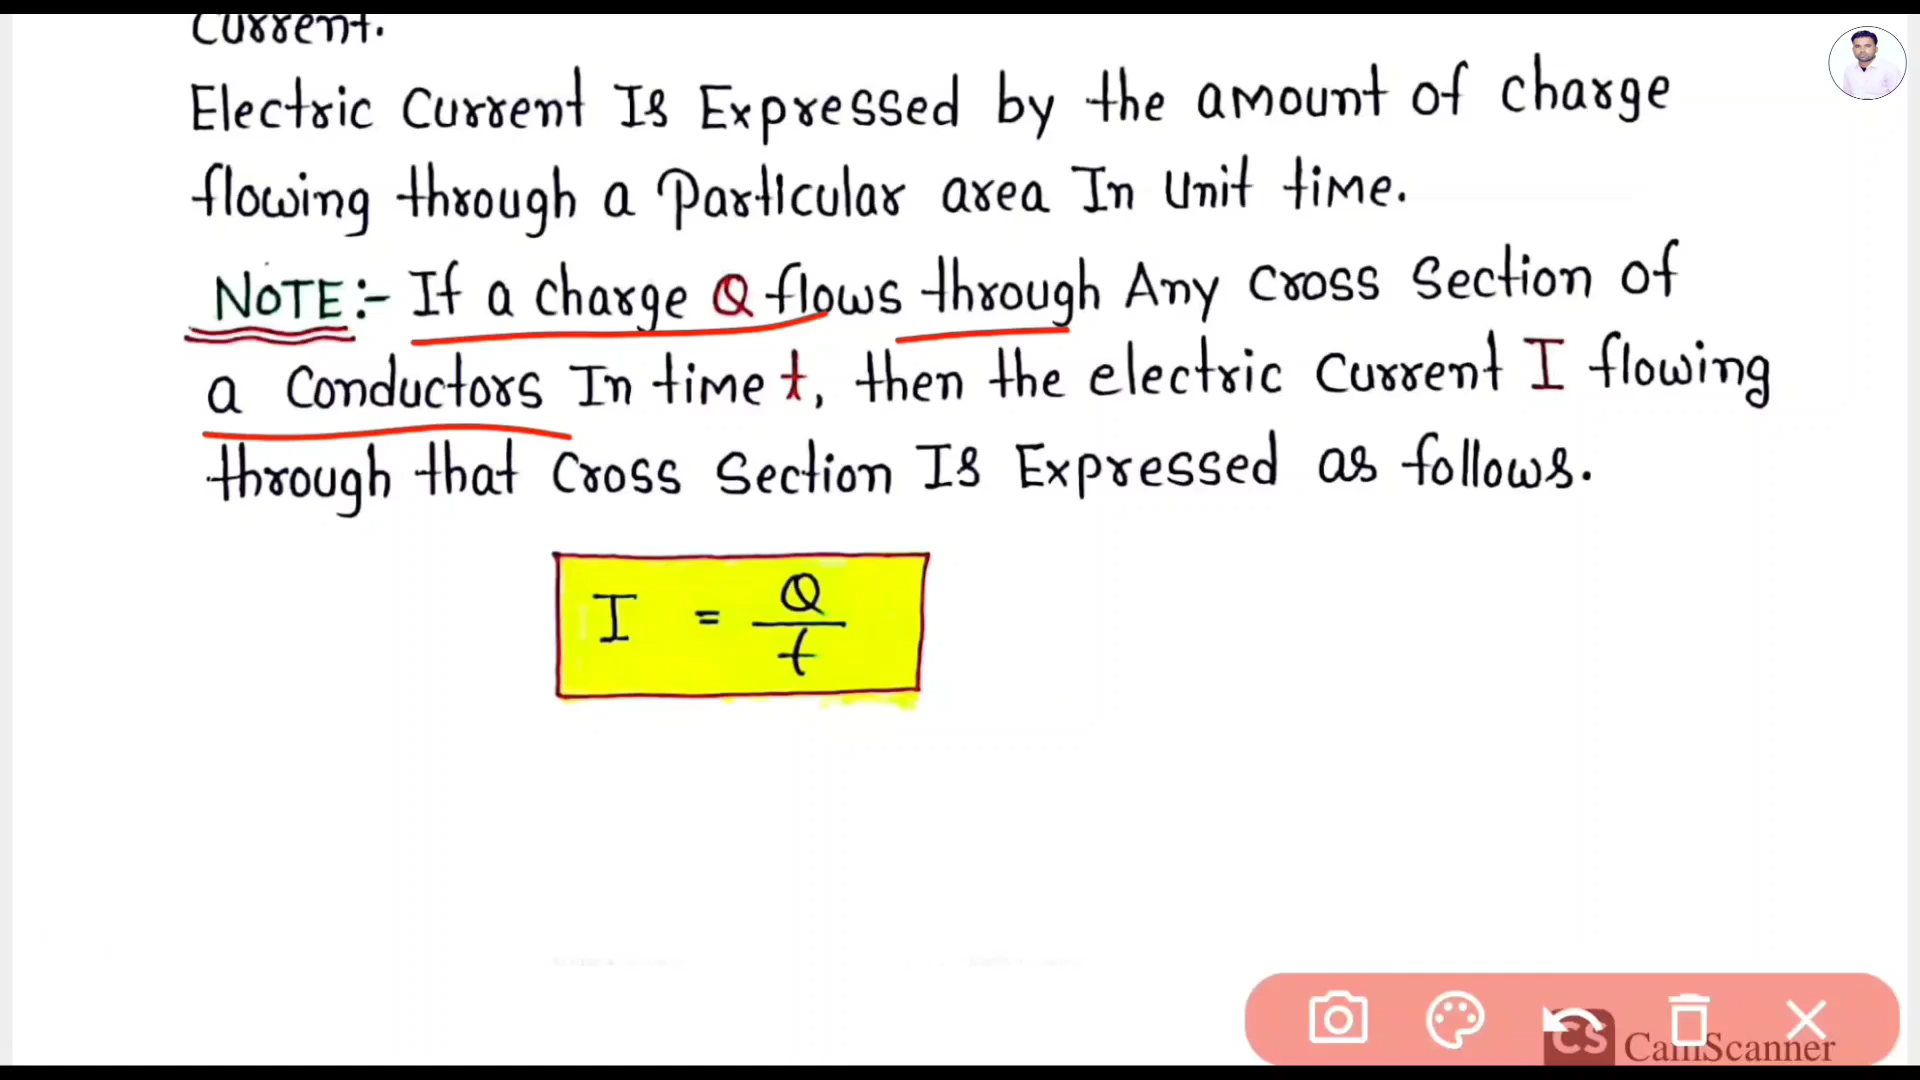 Current.
Electric Current Is Expressed by the amount of charge
flowing through a Particular area In Unit time.
NOTE:- If a charge Q flows through Any Cross Section of
a Conductors In time t, then the electric Current I flowing
through that Cross Section Is Expressed as follows.
I = Q/t
CS CamScanner